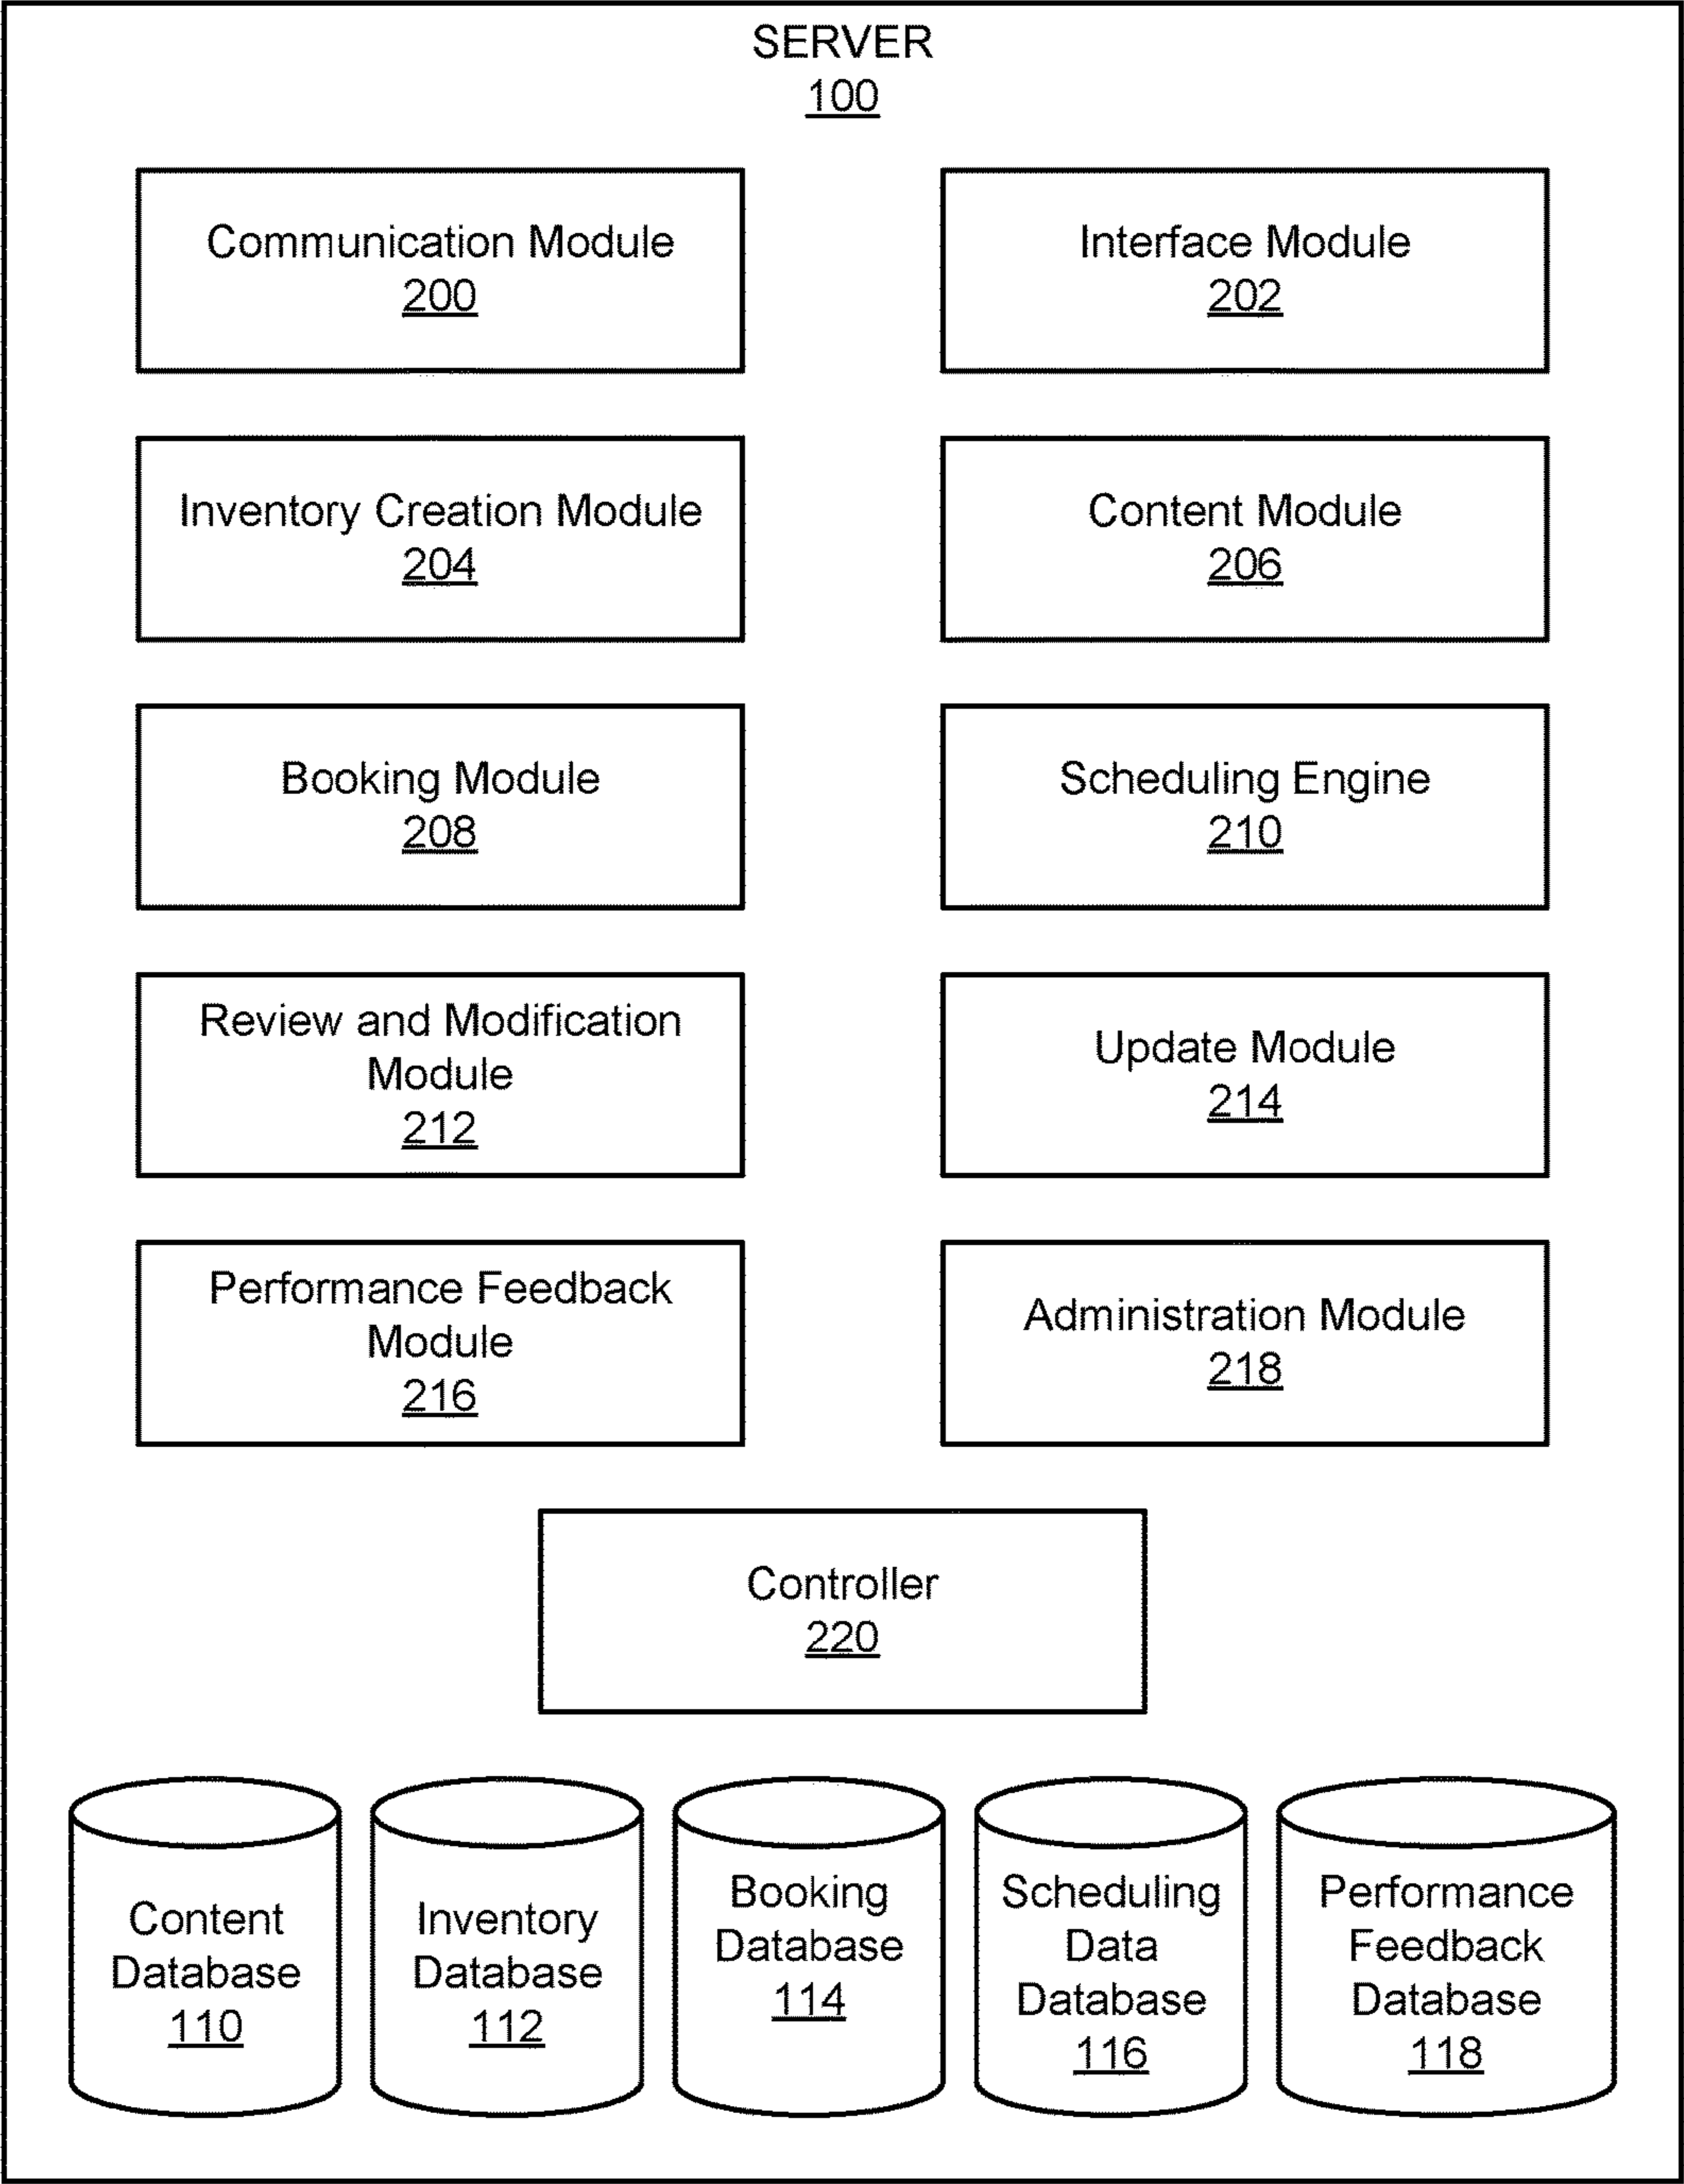 SERVER
100
Communication Module
200
Interface Module
202
Inventory Creation Module
204
Content Module
206
Booking Module
208
Scheduling Engine
210
Review and Modification
Module
212
Update Module
214
Performance Feedback
Module
216
Administration Module
218
Controller
220
Content
Database
110
Inventory
Database
112
Booking
Database
114
Scheduling
Data
Database
116
Performance
Feedback
Database
118